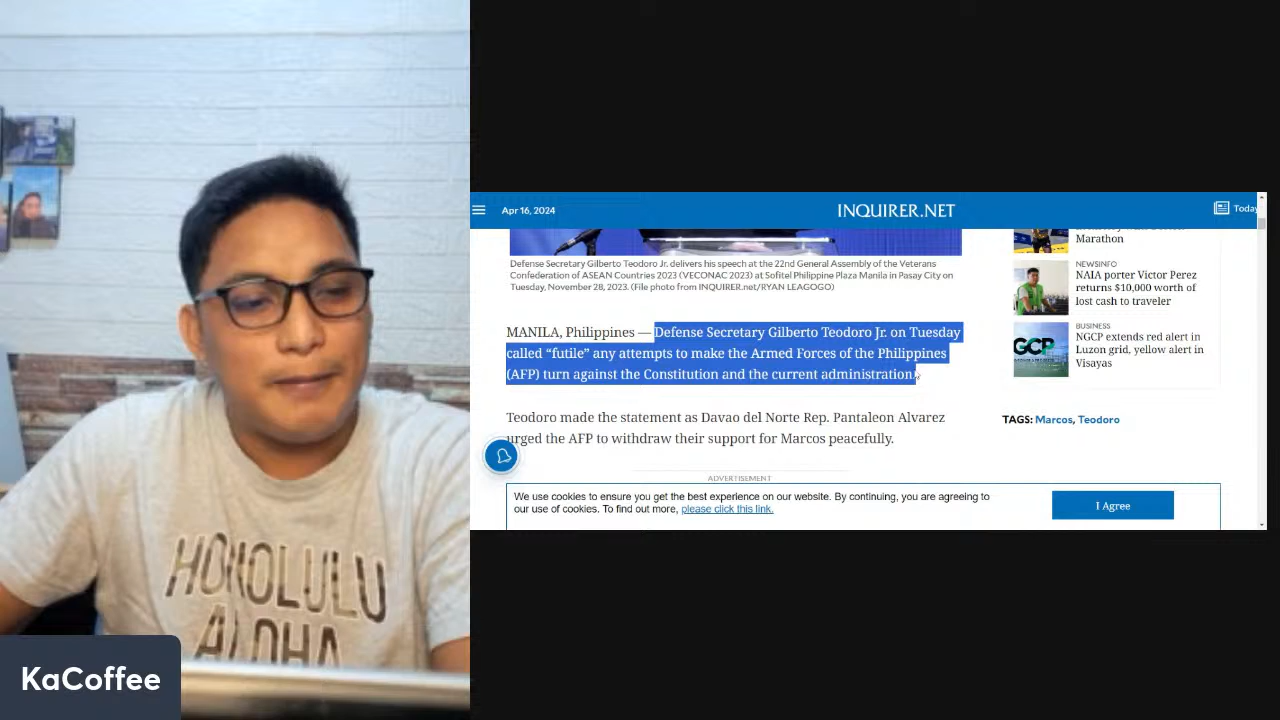 HONOLULU
ALOHA
KaCoffee
Apr 16, 2024
INQUIRER.NET
Today
Defense Secretary Gilberto Teodoro Jr. delivers his speech at the 22nd General Assembly of the Veterans
Confederation of ASEAN Countries 2023 (VECONAC 2023) at Sofitel Philippine Plaza Manila in Pasay City on
Tuesday, November 28, 2023. (File photo from INQUIRER.net/RYAN LEAGOGO)
MANILA, Philippines — Defense Secretary Gilberto Teodoro Jr. on Tuesday
called “futile” any attempts to make the Armed Forces of the Philippines
(AFP) turn against the Constitution and the current administration.
Teodoro made the statement as Davao del Norte Rep. Pantaleon Alvarez
urged the AFP to withdraw their support for Marcos peacefully.
ADVERTISEMENT
Marathon
NEWSINFO
NAIA porter Victor Perez
returns $10,000 worth of
lost cash to traveler
GCP
BUSINESS
NGCP extends red alert in
Luzon grid, yellow alert in
Visayas
TAGS: Marcos, Teodoro
We use cookies to ensure you get the best experience on our website. By continuing, you are agreeing to
our use of cookies. To find out more, please click this link.
I Agree